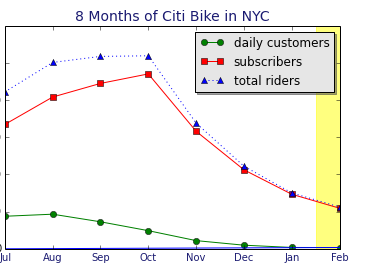 8 Months of Citi Bike in NYC
daily customers
subscribers
total riders
Jul Aug Sep Oct Nov Dec Jan Feb